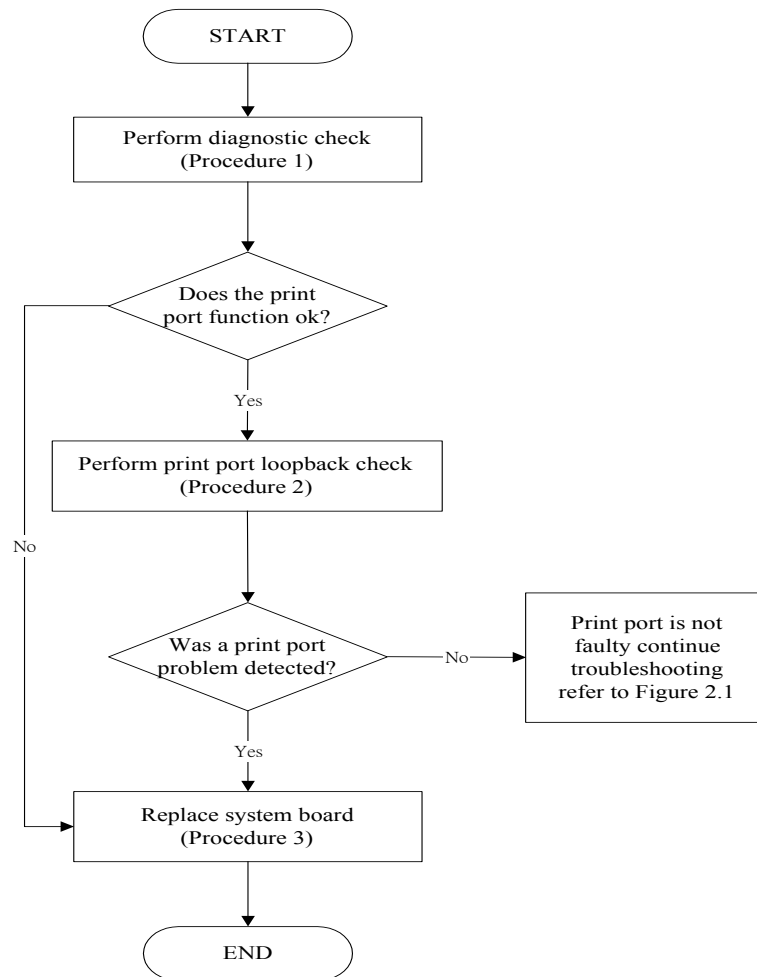 START
Perform diagnostic check
(Procedure 1)
Does the print
port function ok?
Yes
Perform print port loopback check
(Procedure 2)
No
Was a print port
problem detected?
No
Print port is not
faulty continue
troubleshooting
refer to Figure 2.1
Yes
Replace system board
(Procedure 3)
END